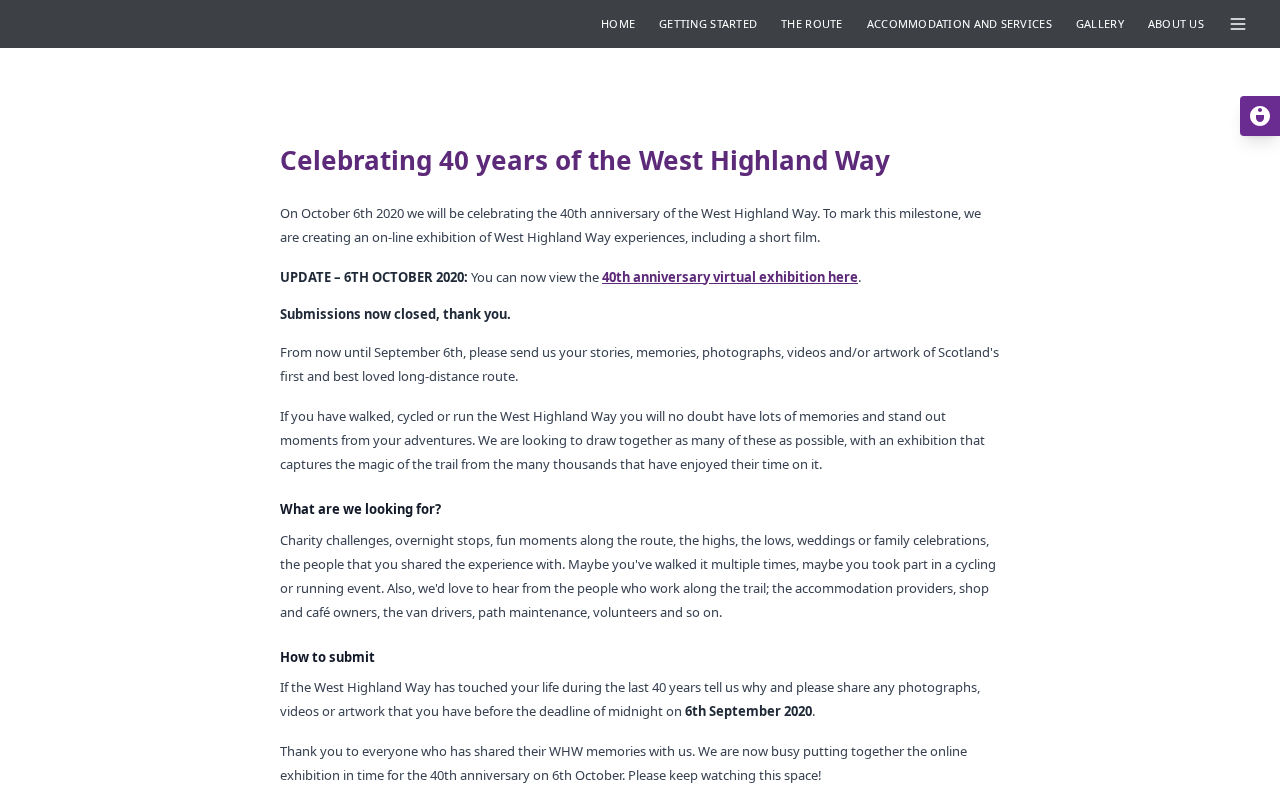 HOME GETTING STARTED THE ROUTE ACCOMMODATION AND SERVICES GALLERY ABOUT US
Celebrating 40 years of the West Highland Way
On October 6th 2020 we will be celebrating the 40th anniversary of the West Highland Way. To mark this milestone, we
are creating an on-line exhibition of West Highland Way experiences, including a short film.
UPDATE – 6TH OCTOBER 2020: You can now view the 40th anniversary virtual exhibition here.
Submissions now closed, thank you.
From now until September 6th, please send us your stories, memories, photographs, videos and/or artwork of Scotland's
first and best loved long-distance route.
If you have walked, cycled or run the West Highland Way you will no doubt have lots of memories and stand out
moments from your adventures. We are looking to draw together as many of these as possible, with an exhibition that
captures the magic of the trail from the many thousands that have enjoyed their time on it.
What are we looking for?
Charity challenges, overnight stops, fun moments along the route, the highs, the lows, weddings or family celebrations,
the people that you shared the experience with. Maybe you've walked it multiple times, maybe you took part in a cycling
or running event. Also, we'd love to hear from the people who work along the trail; the accommodation providers, shop
and café owners, the van drivers, path maintenance, volunteers and so on.
How to submit
If the West Highland Way has touched your life during the last 40 years tell us why and please share any photographs,
videos or artwork that you have before the deadline of midnight on 6th September 2020.
Thank you to everyone who has shared their WHW memories with us. We are now busy putting together the online
exhibition in time for the 40th anniversary on 6th October. Please keep watching this space!